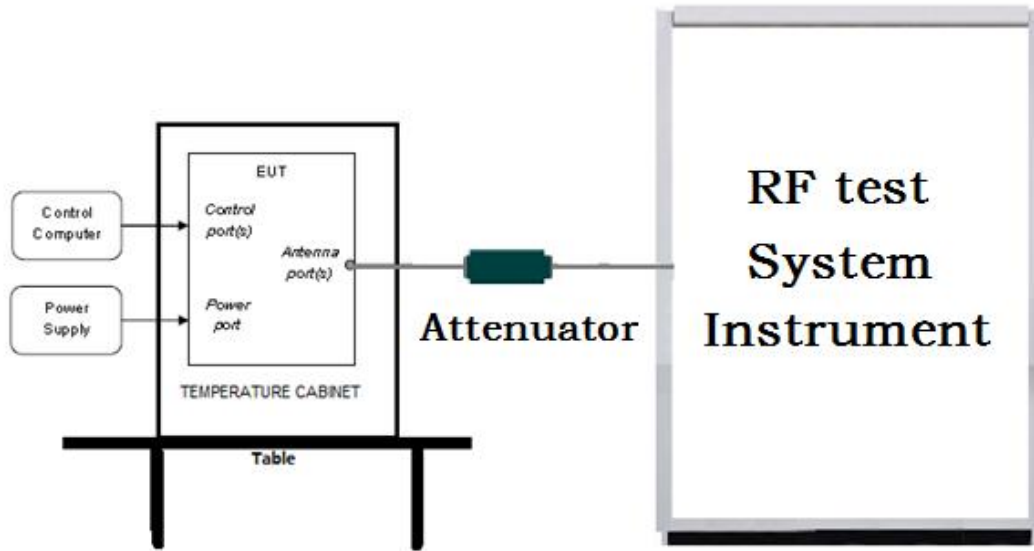 Control
Computer
Power
Supply
EUT
Control
port(s)
Antenna
port(s)
Power
port
TEMPERATURE CABINET
Table
Attenuator
RF test
System
Instrument